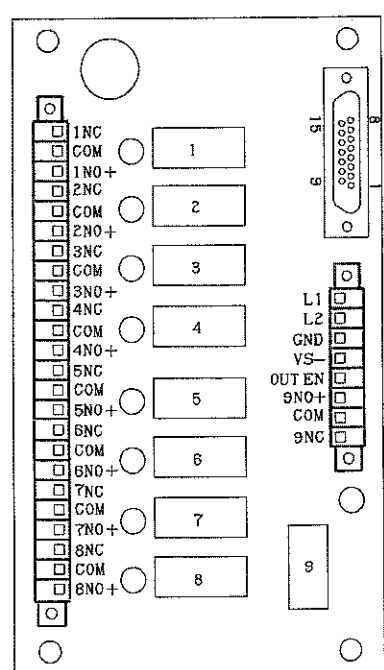 1NC
COM
1NO+
2NC
COM
2NO+
3NC
COM
3NO+
4NC
COM
4NO+
5NC
COM
5NO+
6NC
COM
6NO+
7NC
COM
7NO+
8NC
COM
8NO+
1
2
3
4
5
6
7
8
15
8
9
1
L1
L2
GND
VS-
OUT EN
9NO+
COM
9NC
9